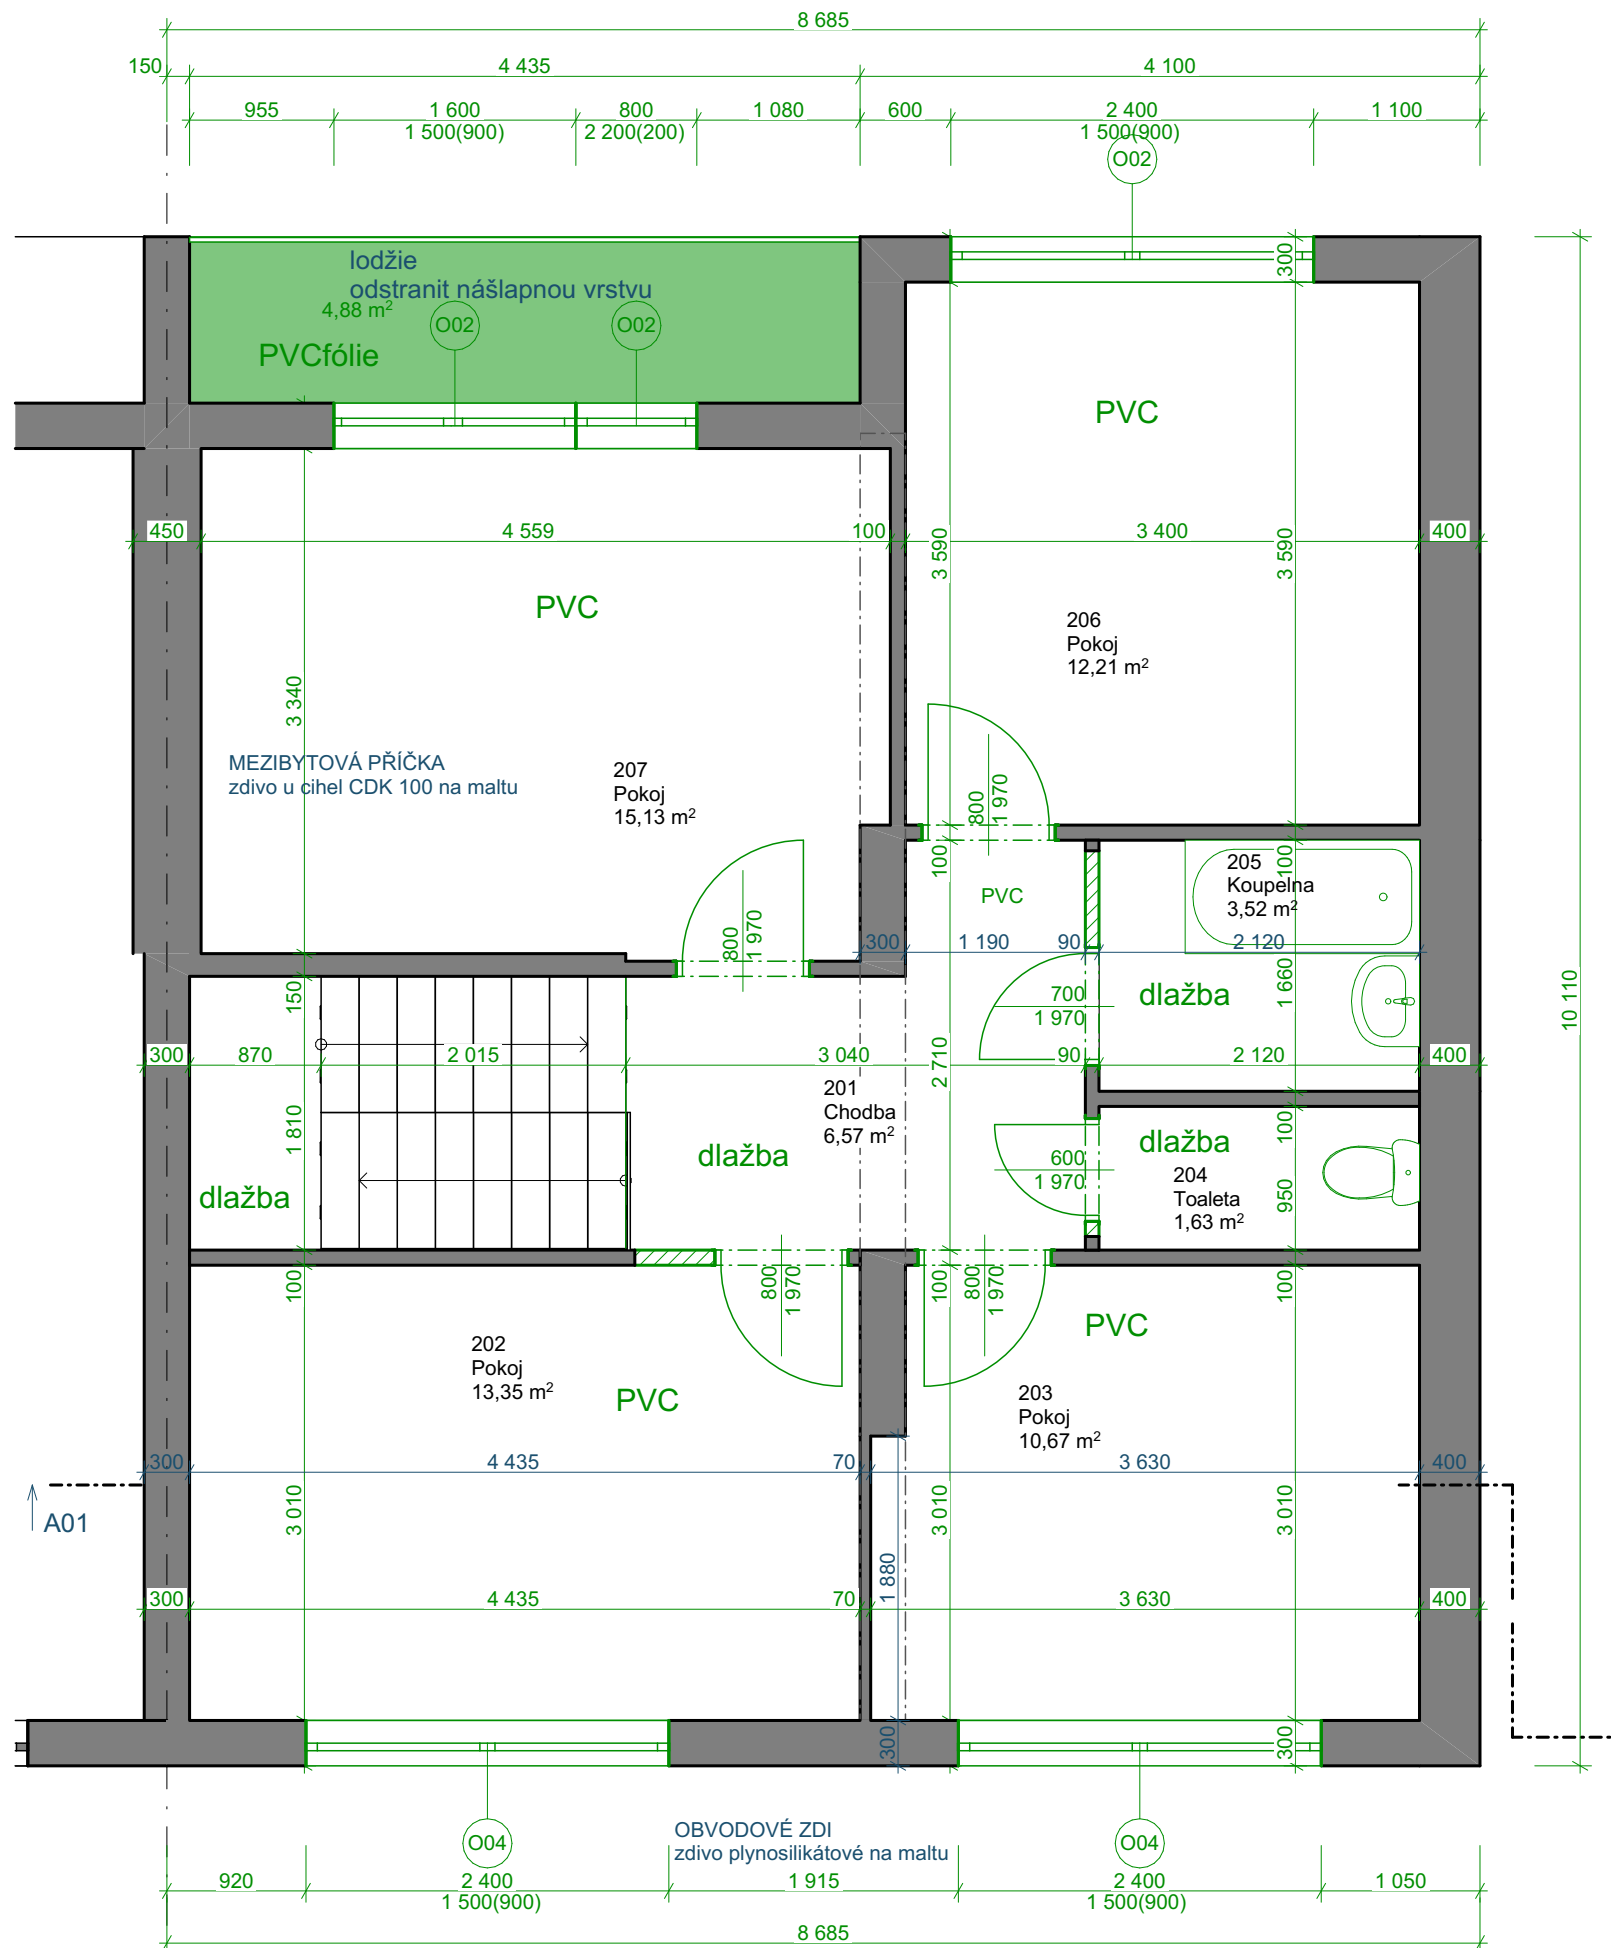 8 685
150
4 435
4 100
955
1 600
800
1 080
600
2 400
1 100
1 500(900)
2 200(200)
1 500(900)
O02
lodžie
odstranit nášlapnou vrstvu
4,88 m²
O02
O02
PVCfólie
300
PVC
450
4 559
100
3 400
400
3 590
3 590
PVC
206
Pokoj
12,21 m²
3 340
MEZIBYTOVÁ PŘÍČKA
zdivo u cihel CDK 100 na maltu
207
Pokoj
15,13 m²
800
1 970
100
100
205
Koupelna
3,52 m²
PVC
800
1 970
300
1 190
90
2 120
150
700
1 970
dlažba
1 660
10 110
300
870
2 015
3 040
90
2 120
400
2 710
201
Chodba
6,57 m²
1 810
dlažba
100
dlažba
600
1 970
204
Toaleta
1,63 m²
950
dlažba
100
800
1 970
100
800
1 970
100
PVC
202
Pokoj
13,35 m²
PVC
203
Pokoj
10,67 m²
300
4 435
70
3 630
400
A01
3 010
3 010
3 010
1 880
300
4 435
70
3 630
400
300
300
O04
OBVODOVÉ ZDI
zdivo plynosilikátové na maltu
O04
920
2 400
1 915
2 400
1 050
1 500(900)
1 500(900)
8 685